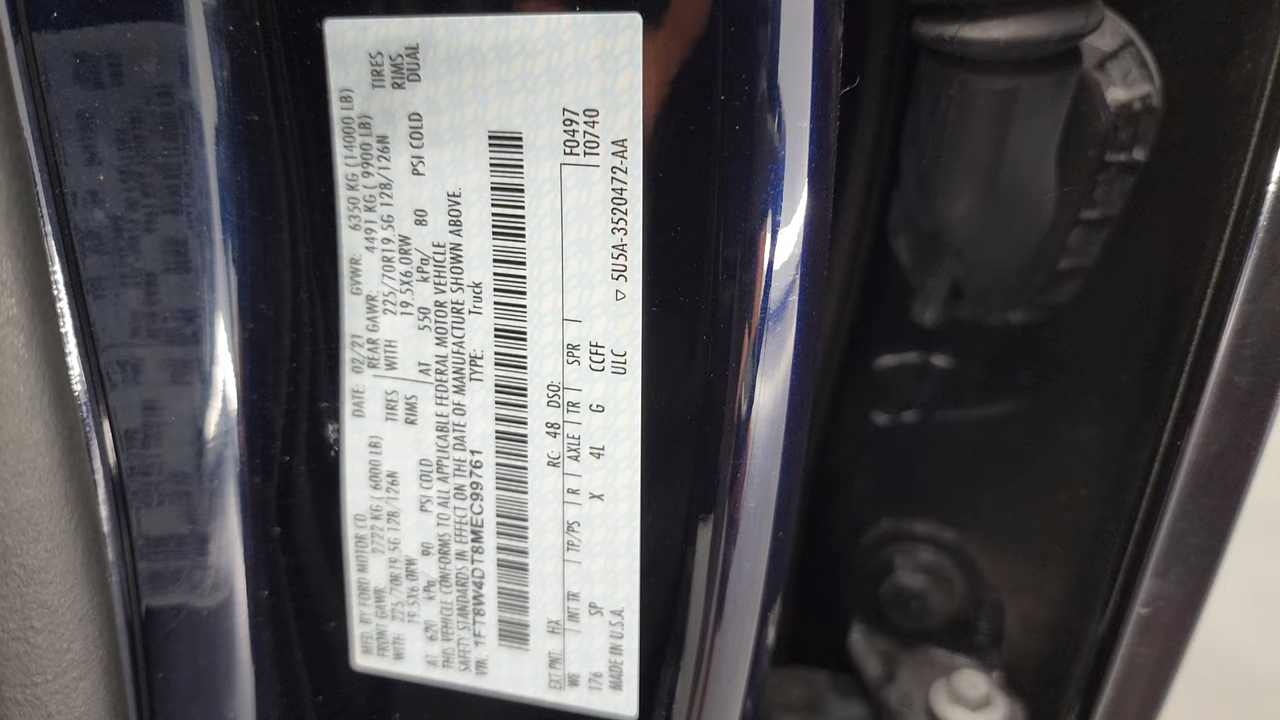 MFD. BY FORD MOTOR CO. DATE: 02/21 GVWR: 6350 KG (14000 LB)
FRONT GAWR: 2722 KG ( 6000 LB) REAR GAWR: 4491 KG ( 9900 LB)
WITH 225/70R19.5G 128/126N TIRES WITH 225/70R19.5G 128/126N TIRES
19.5X6.0RW RIMS 19.5X6.0RW RIMS
AT 620 kPa/ 90 PSI COLD AT 550 kPa/ 80 PSI COLD DUAL
THIS VEHICLE CONFORMS TO ALL APPLICABLE FEDERAL MOTOR VEHICLE
SAFETY STANDARDS IN EFFECT ON THE DATE OF MANUFACTURE SHOWN ABOVE.
VIN: 1FT8W4DT8MEC99761 TYPE: Truck
EXT PNT: HX RC: 48 DSO: F0497
WB INT TR TP/PS R AXLE TR SPR T0740
176 SP X 4L G CCFF
MADE IN U.S.A. ULC ▽ 5U5A-3520472-AA